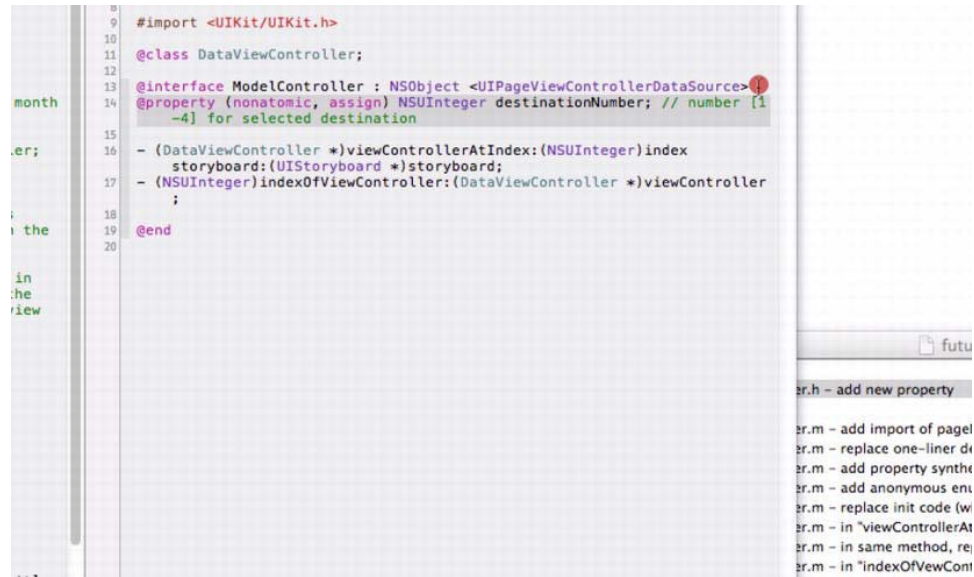 month
er;
the
in
he
view
8
9 #import <UIKit/UIKit.h>
10
11 @class DataViewController;
12
13 @interface ModelController : NSObject <UIPageViewControllerDataSource>
14 @property (nonatomic, assign) NSUInteger destinationNumber; // number [1
-4] for selected destination
15
16 - (DataViewController *)viewControllerAtIndex:(NSUInteger)index
storyboard:(UIStoryboard *)storyboard;
17 - (NSUInteger)indexOfViewController:(DataViewController *)viewController
;
18
19 @end
20
futu
er.h – add new property
er.m – add import of page
er.m – replace one-liner de
er.m – add property synthe
er.m – add anonymous enu
er.m – replace init code (wi
er.m – in "viewControllerAt
er.m – in same method, rep
er.m – in "indexOfVewCont